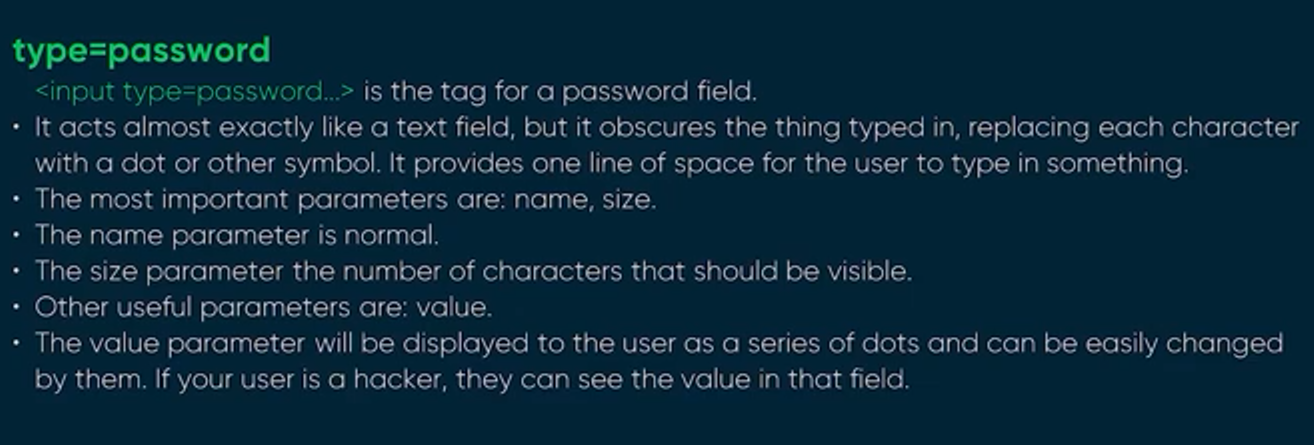 type=password
<input type=password...> is the tag for a password field.
• It acts almost exactly like a text field, but it obscures the thing typed in, replacing each character
with a dot or other symbol. It provides one line of space for the user to type in something.
• The most important parameters are: name, size.
• The name parameter is normal.
• The size parameter the number of characters that should be visible.
• Other useful parameters are: value.
• The value parameter will be displayed to the user as a series of dots and can be easily changed
by them. If your user is a hacker, they can see the value in that field.